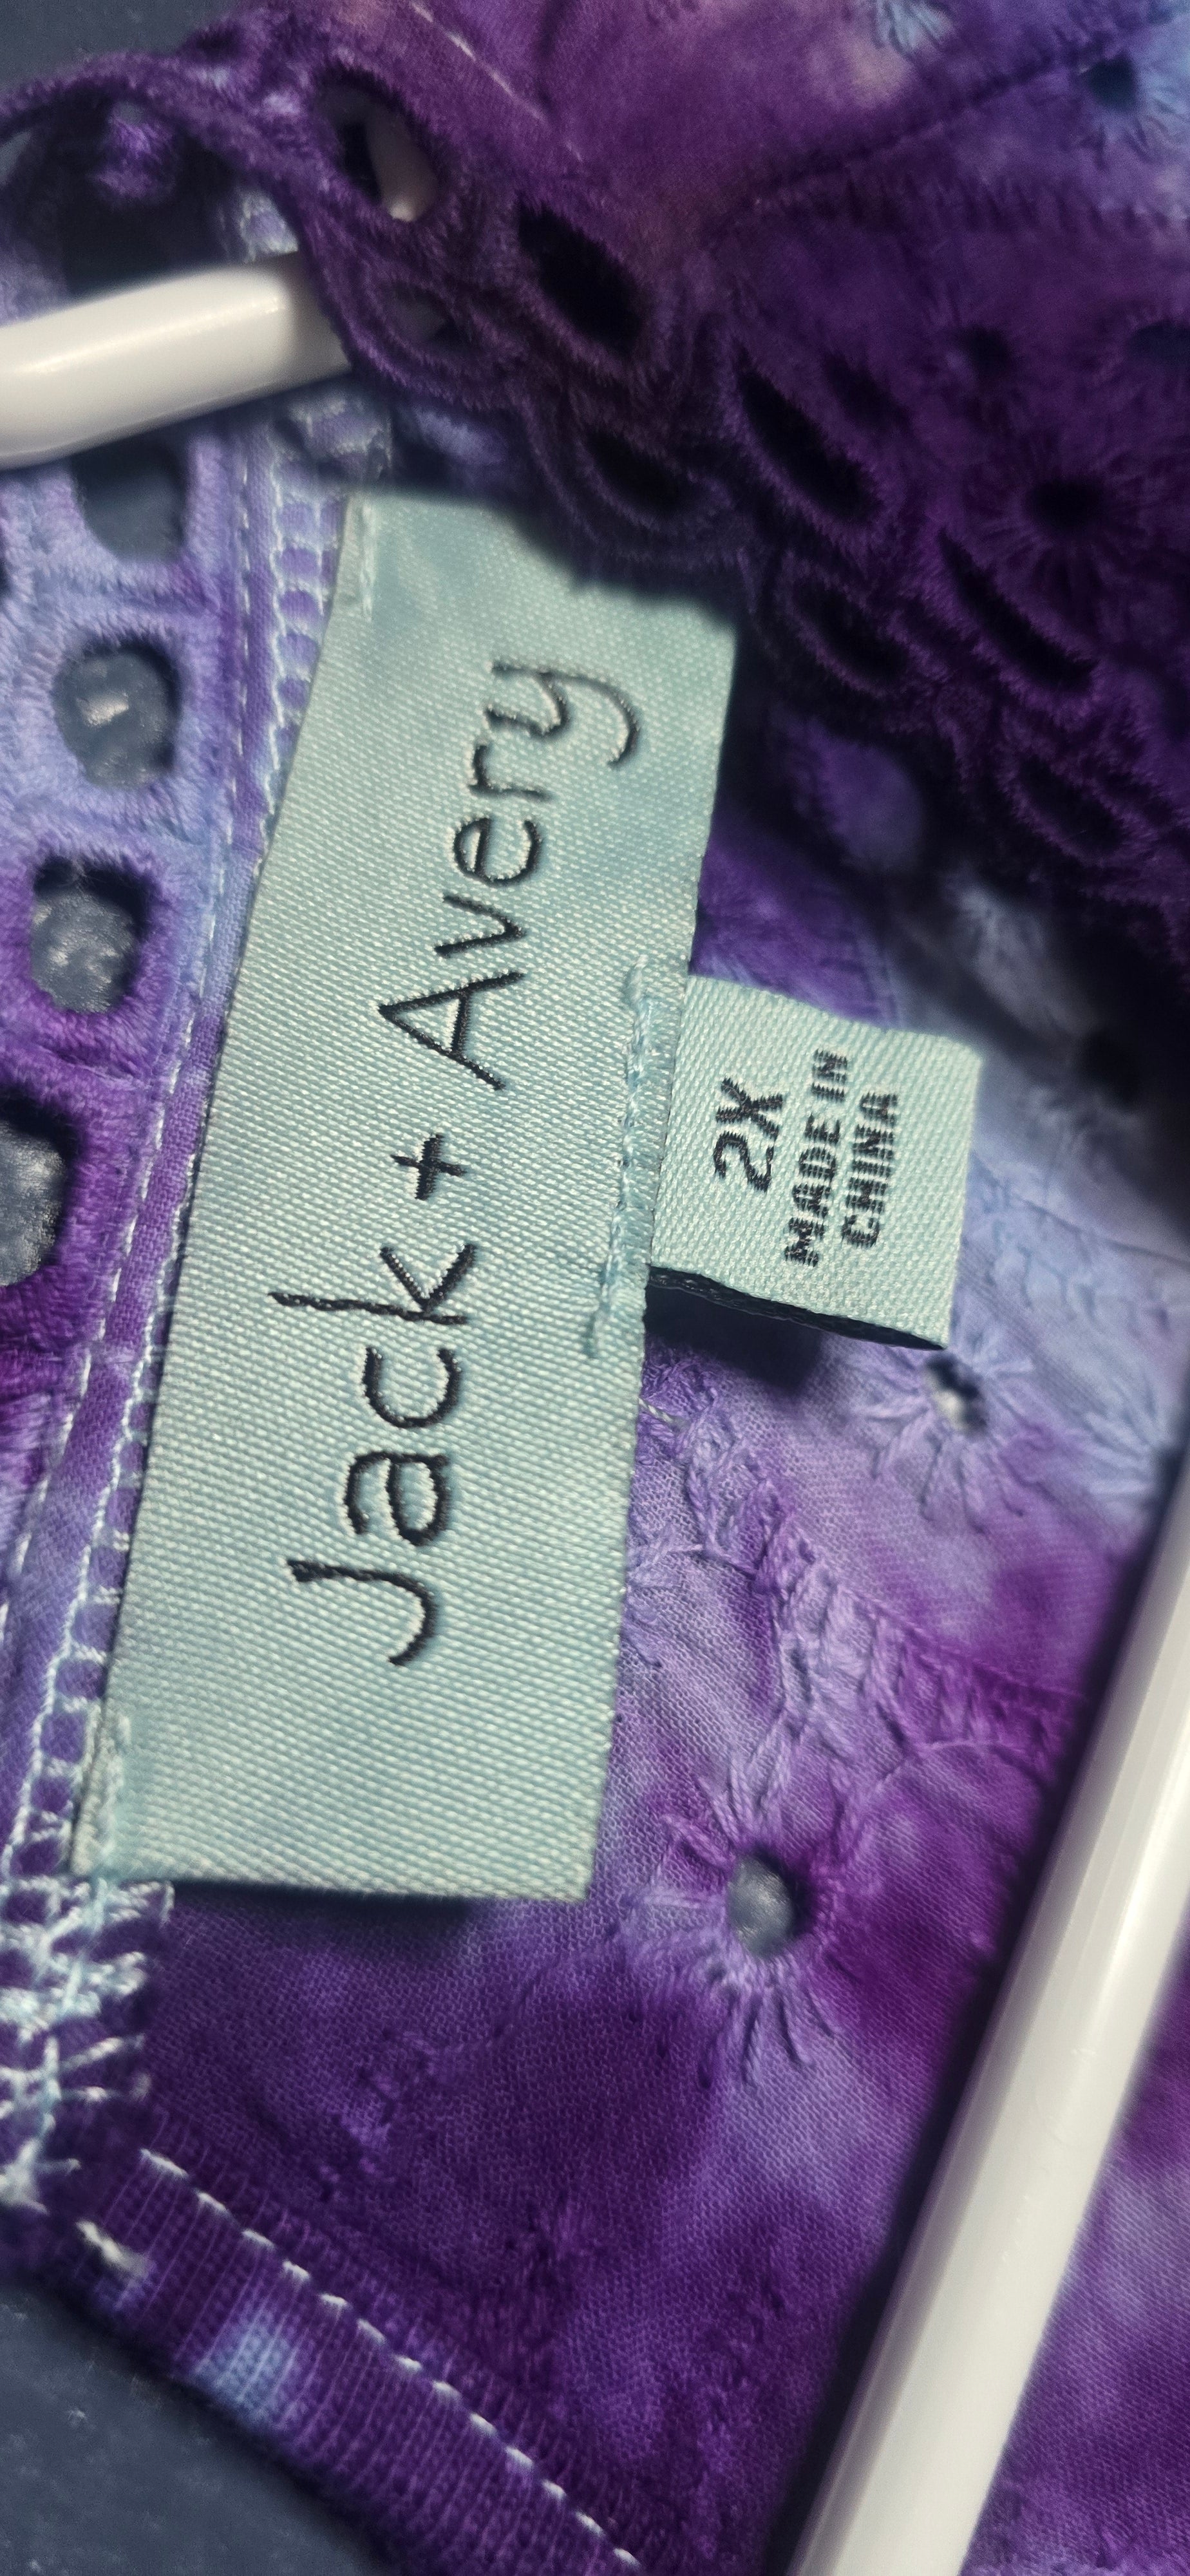 Jack + Avery
2X
MADE IN
CHINA